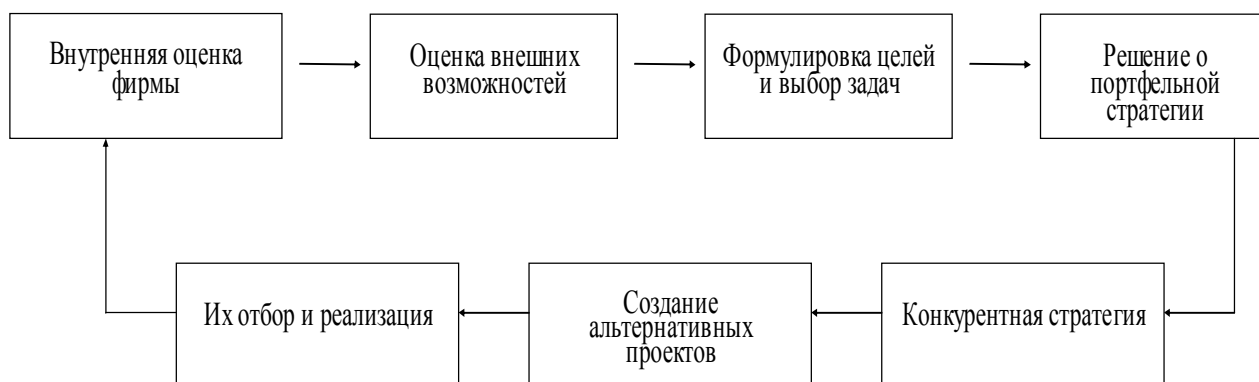 Внутренняя оценка
фирмы
Оценка внешних
возможностей
Формулировка целей
и выбор задач
Решение о
портфельной
стратегии
Их отбор и реализация
Создание
альтернативных
проектов
Конкурентная стратегия